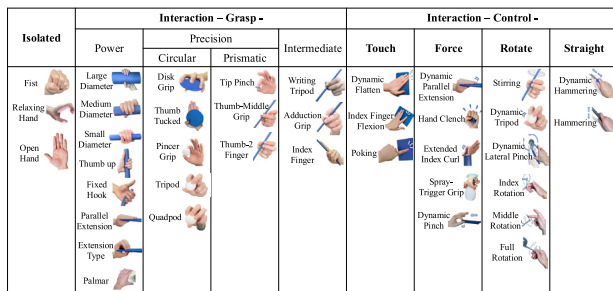 Isolated
Interaction – Grasp -
Interaction – Control -
Power
Precision
Intermediate
Touch
Force
Rotate
Straight
Circular
Prismatic
Fist
Relaxing
Hand
Open
Hand
Large
Diameter
Medium
Diameter
Small
Diameter
Thumb up
Fixed
Hook
Parallel
Extension
Extension
Type
Palmar
Disk
Grip
Thumb
Tucked
Pincer
Grip
Tripod
Quadpod
Tip Pinch
Thumb-Middle
Grip
Thumb-2
Finger
Writing
Tripod
Adduction
Grip
Index
Finger
Dynamic
Flatten
Index Finger
Flexion
Poking
Dynamic
Parallel
Extension
Hand Clench
Extended
Index Curl
Spray-
Trigger Grip
Dynamic
Pinch
Stirring
Dynamic
Tripod
Dynamic
Lateral Pinch
Index
Rotation
Middle
Rotation
Full
Rotation
Dynamic
Hammering
Hammering